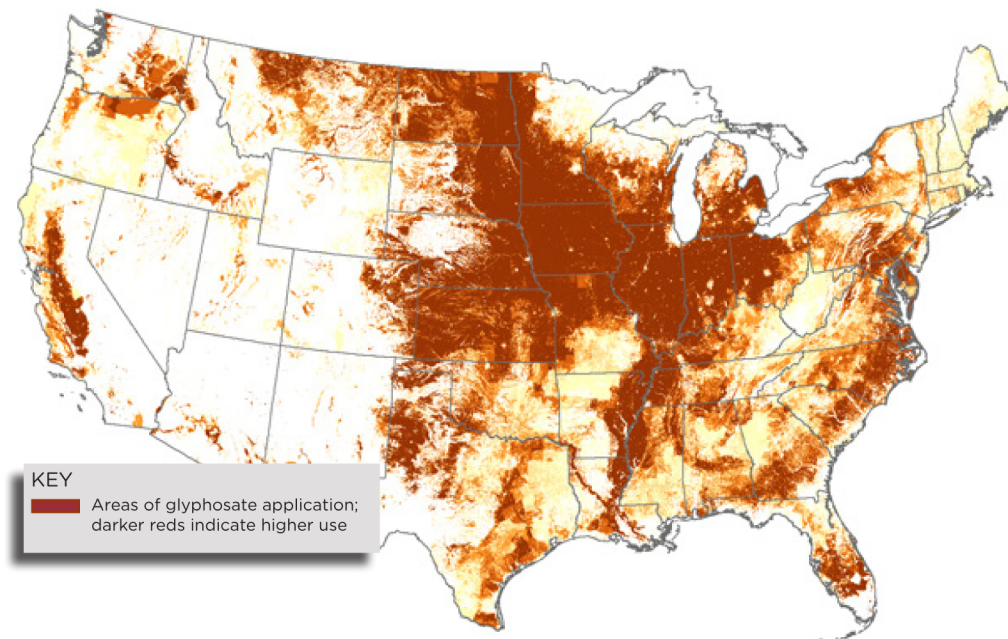 KEY
Areas of glyphosate application;
darker reds indicate higher use